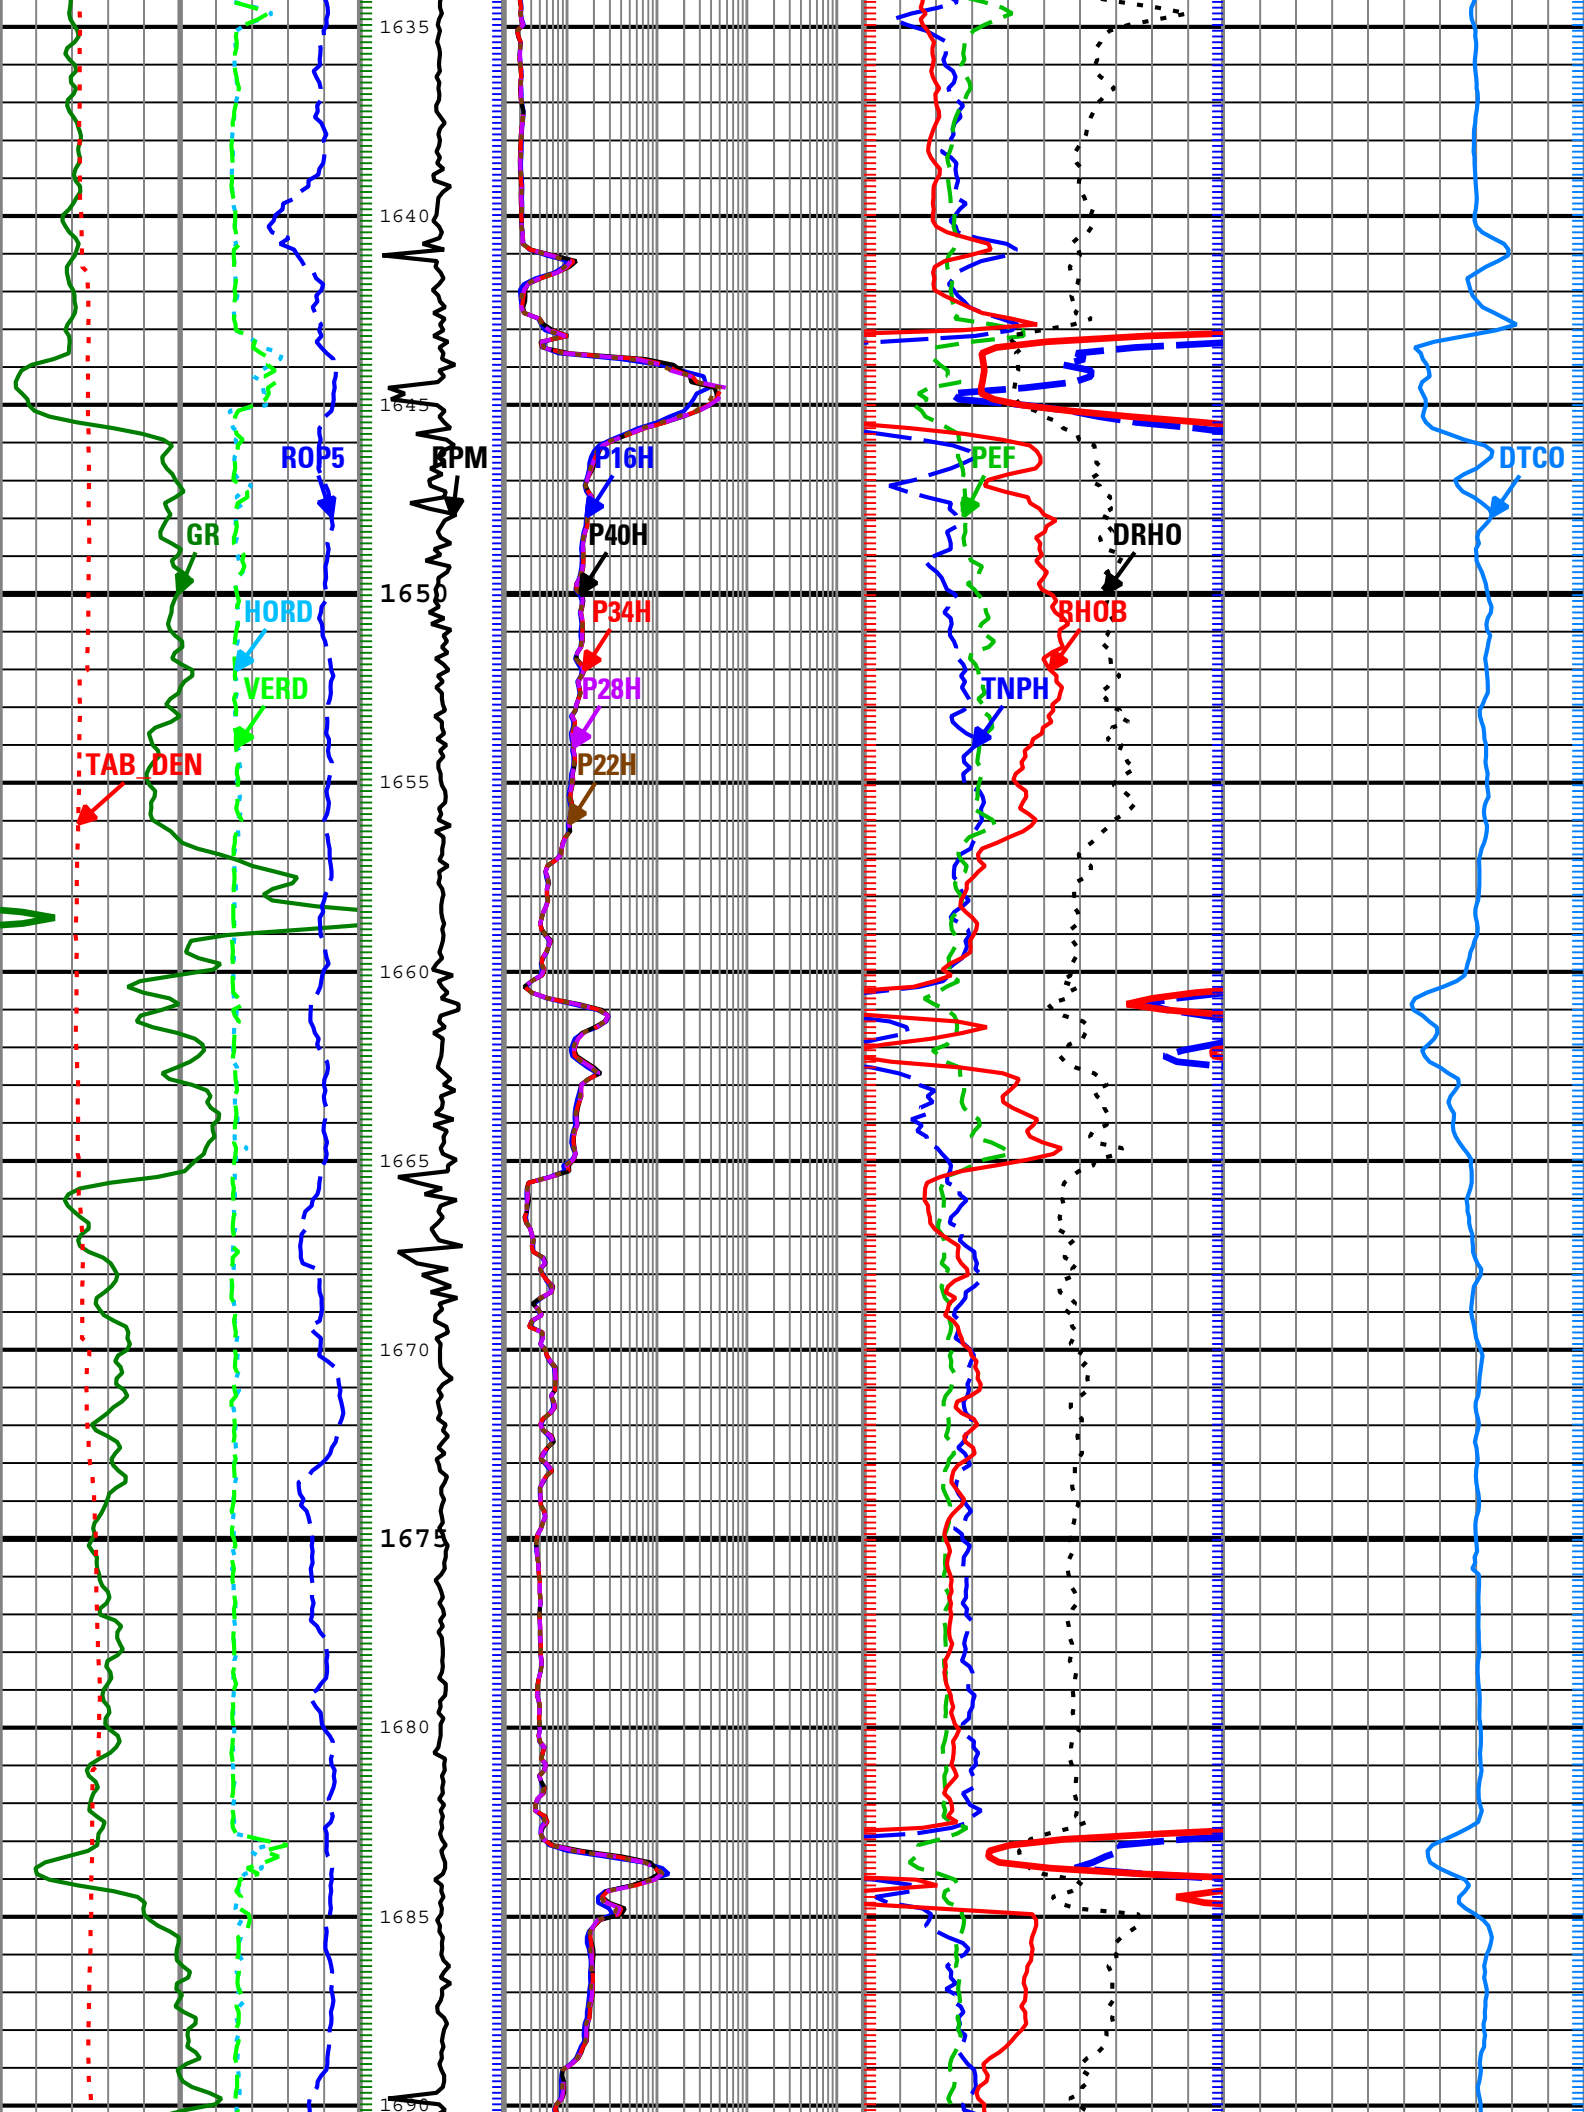 1635
1640
1645
ROP5 RPM P16H PEF DTCO
GR P40H DRHO
1650
HORD P34H RHOB
VERD P28H TNPH
TAB_DEN P22H
1655
1660
1665
1670
1675
1680
1685
1690